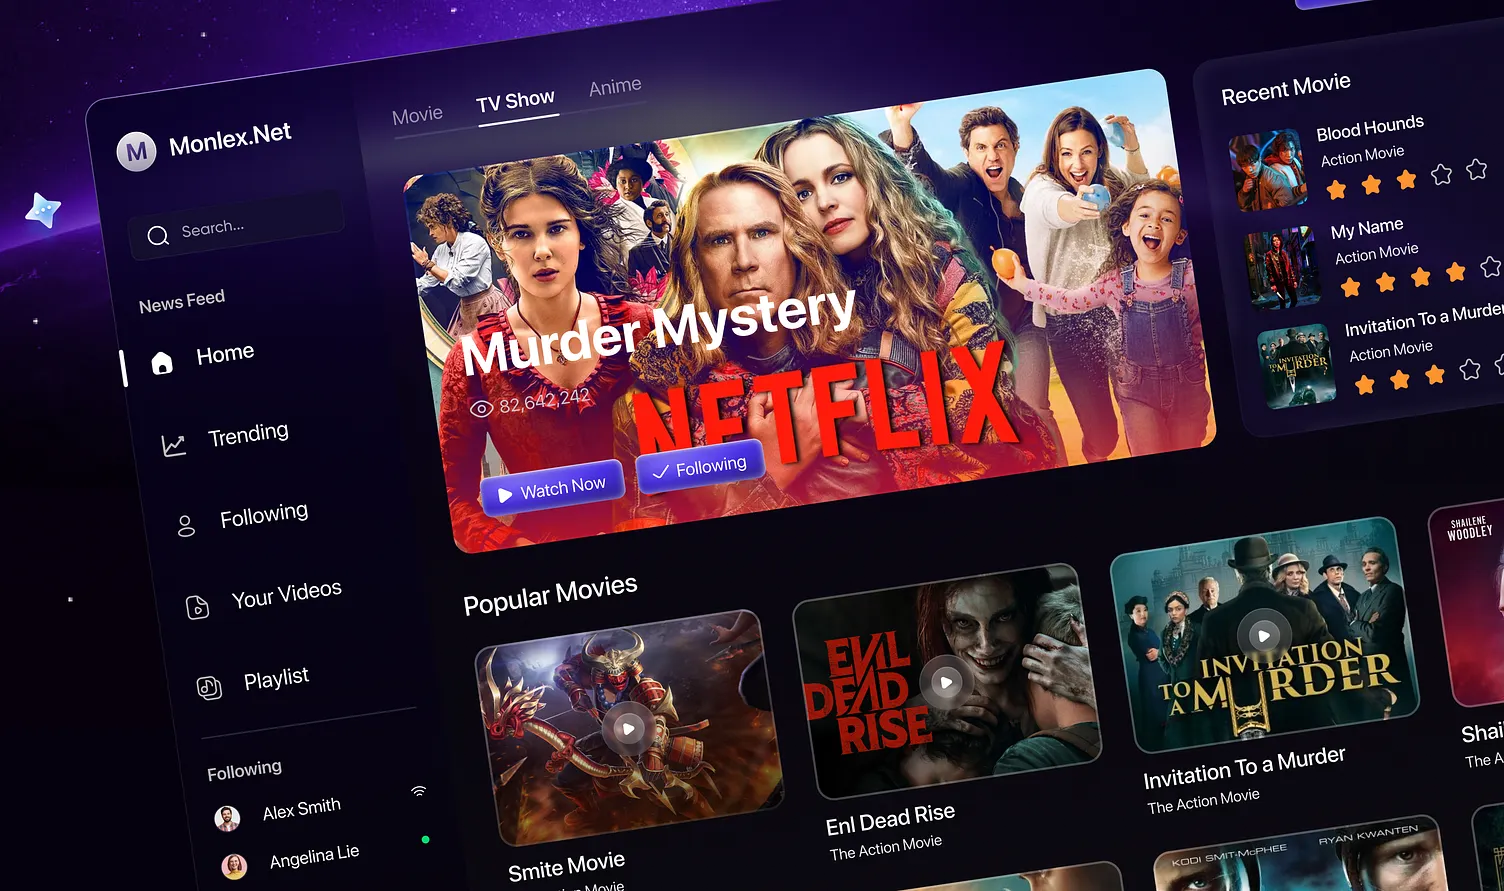 M
Monlex.Net
Search...
News Feed
Home
Trending
Following
Your Videos
Playlist
Following
Alex Smith
Angelina Lie
Movie
TV Show
Anime
Murder Mystery
82,642,242
NETFLIX
Watch Now
Following
Recent Movie
Blood Hounds
Action Movie
My Name
Action Movie
INVITATION
TO A MURDER
Invitation To a Murder
Action Movie
Popular Movies
Smite Movie
Movie
EVIL
DEAD
RISE
Enl Dead Rise
The Action Movie
INVITATION
TO A MURDER
Invitation To a Murder
The Action Movie
SHAILENE
WOODLEY
Shai
The A
KODI SMIT-McPHEE
RYAN KWANTEN